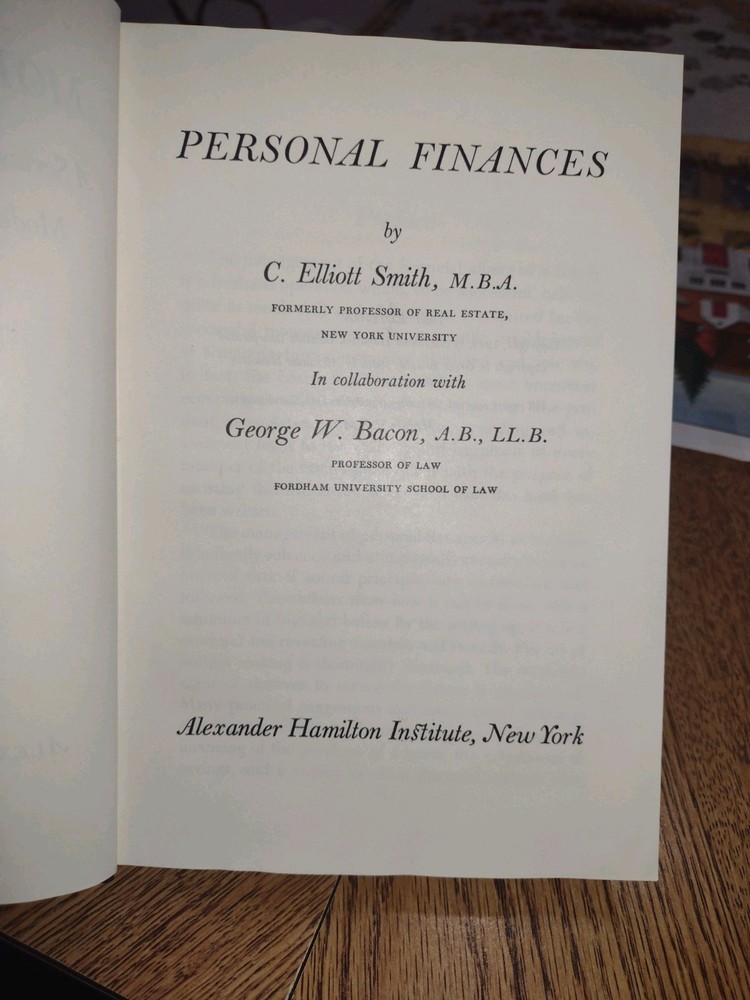 PERSONAL FINANCES
by
C. Elliott Smith, M.B.A.
FORMERLY PROFESSOR OF REAL ESTATE,
NEW YORK UNIVERSITY
In collaboration with
George W. Bacon, A.B., LL.B.
PROFESSOR OF LAW
FORDHAM UNIVERSITY SCHOOL OF LAW
Alexander Hamilton Institute, New York